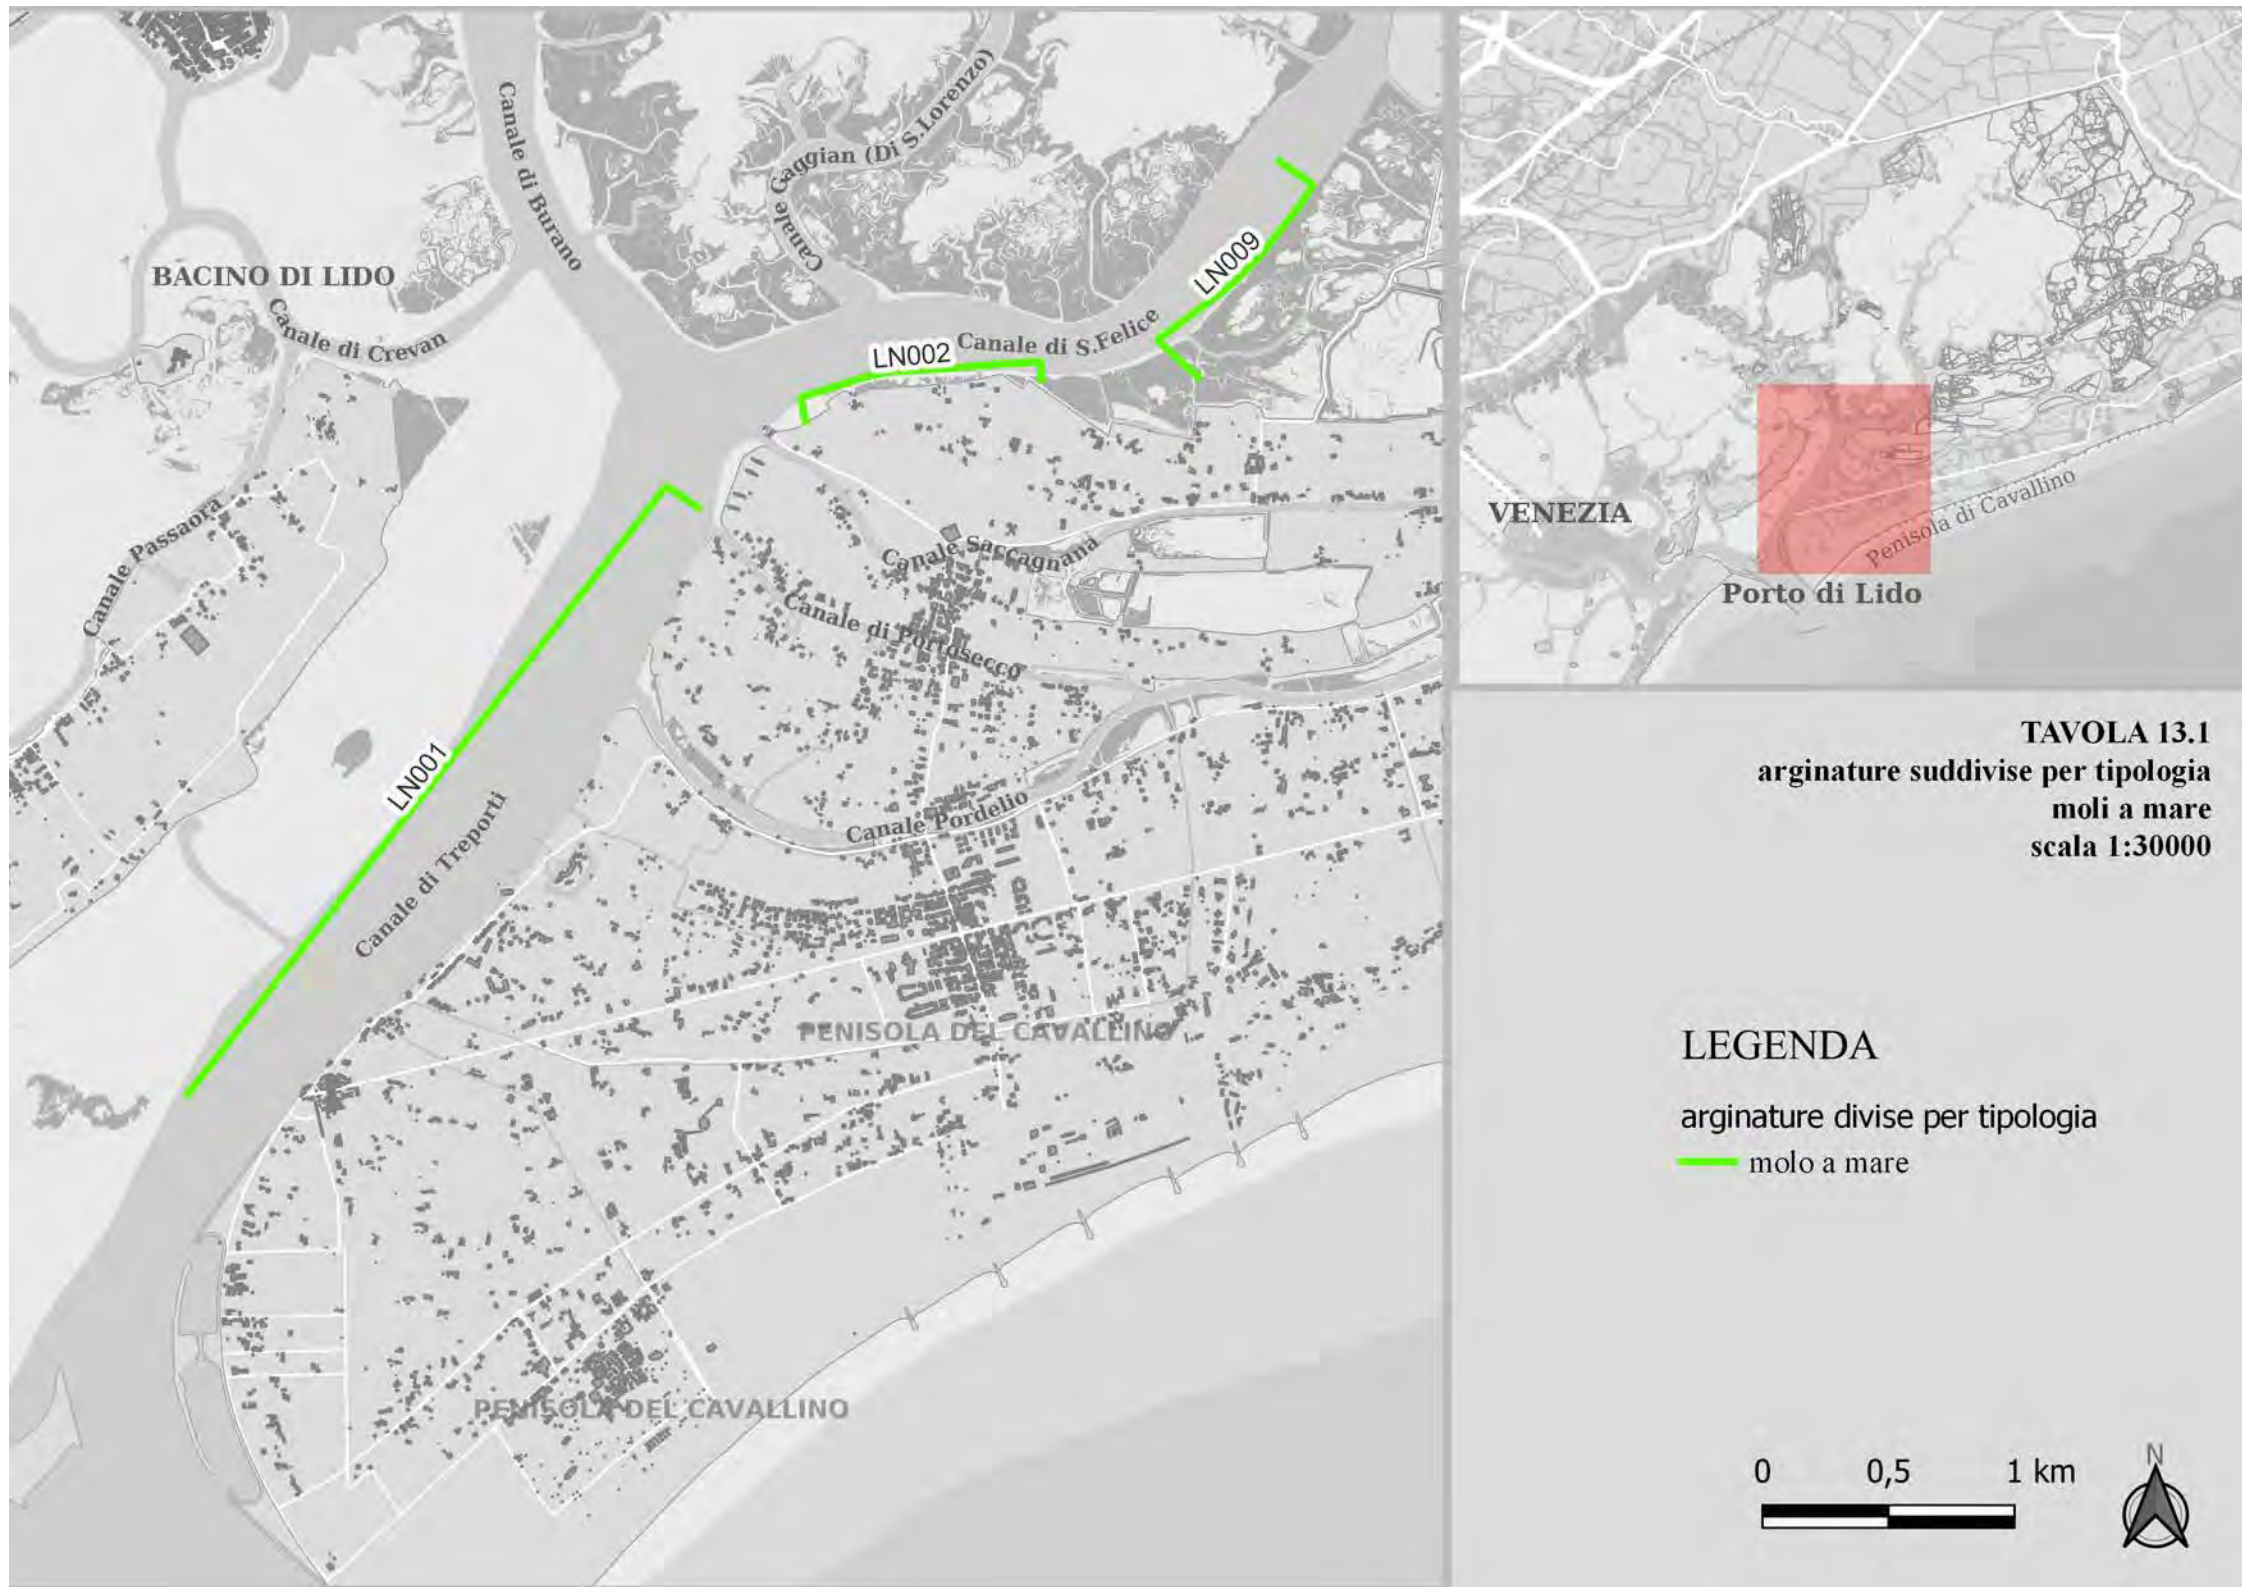 Canale di Burano
Canale Gaggian (Di S.Lorenzo)
BACINO DI LIDO
Canale di Crevan
LN009
LN002
Canale di S.Felice
Canale Passaora
Canale Saccagnana
Canale di Portosecco
LN001
Canale di Treporti
Canale Pordelio
PENISOLA DEL CAVALLINO
PENISOLA DEL CAVALLINO
VENEZIA
Penisola di Cavallino
Porto di Lido
TAVOLA 13.1
arginature suddivise per tipologia
moli a mare
scala 1:30000
LEGENDA
arginature divise per tipologia
molo a mare
0 0,5 1 km
N